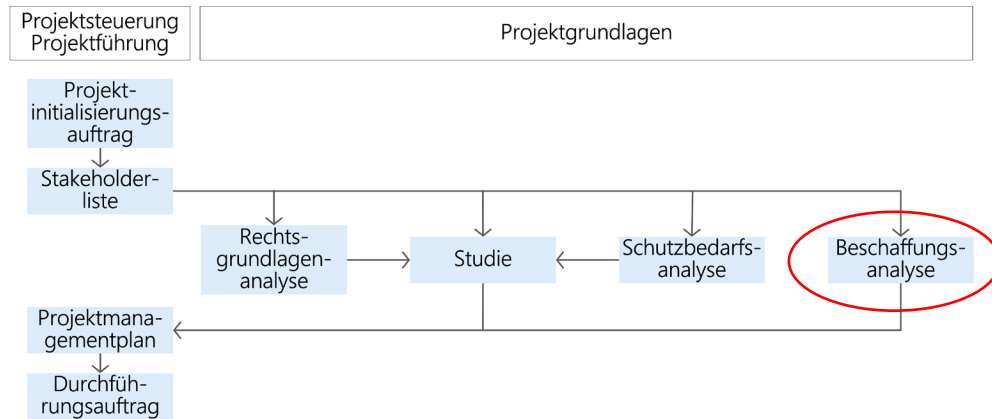 Projektsteuerung
Projektführung
Projektgrundlagen
Projekt-
initialisierungs-
auftrag
Stakeholder-
liste
Rechts-
grundlagen-
analyse
Studie
Schutzbedarfs-
analyse
Beschaffungs-
analyse
Projektmana-
gementplan
Durchfüh-
rungsauftrag